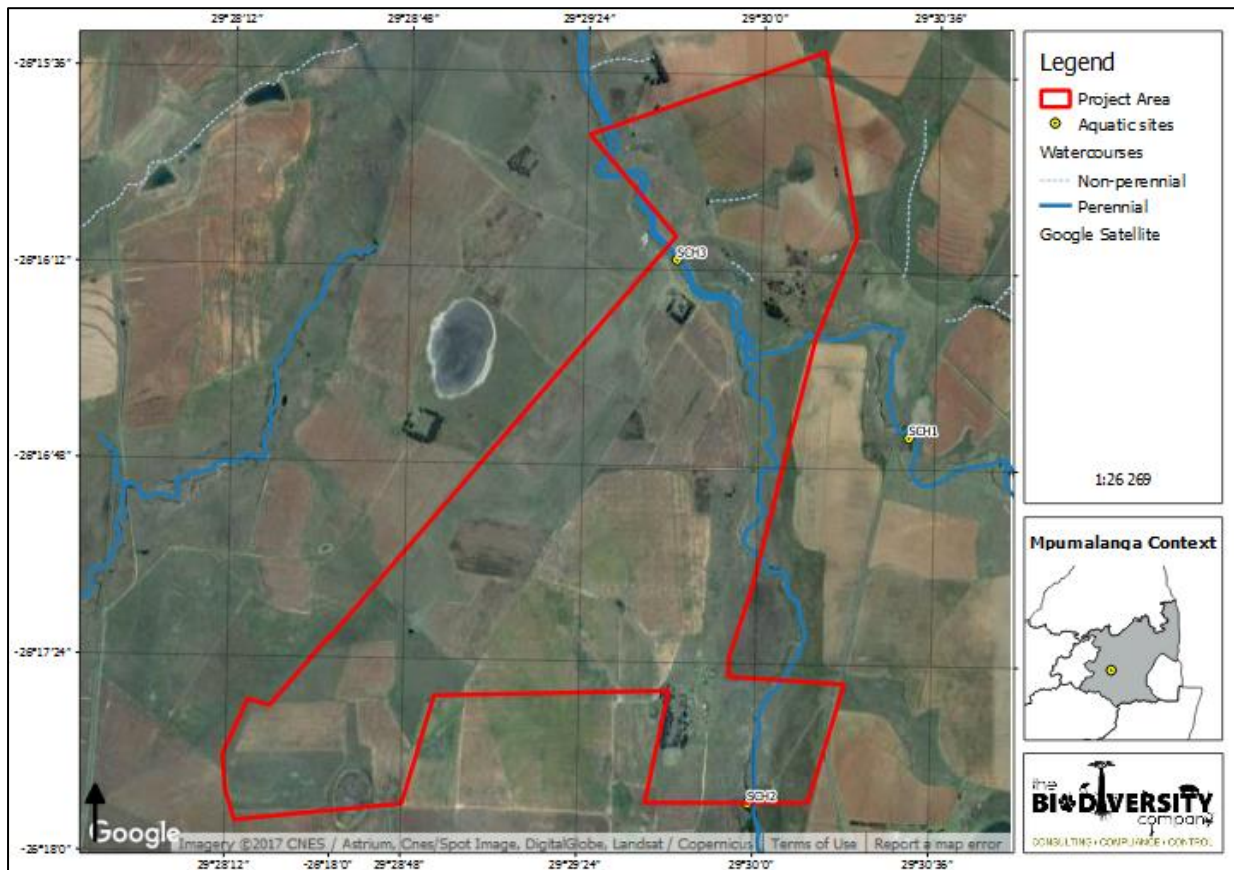 29°28'12" 29°28'48" 29°29'24" 29°30'0" 29°30'36"
-26°15'36"
-26°16'12"
-26°16'48"
-26°17'24"
-26°18'0"
SCH3
SCH1
SCH2
Google
Imagery ©2017 CNES / Astrium, Cnes/Spot Image, DigitalGlobe, Landsat / Copernicus Terms of Use Report a map error
29°28'12" -26°18'0" 29°28'48" 29°29'24" 29°30'0" 29°30'36"
Legend
Project Area
Aquatic sites
Watercourses
Non-perennial
Perennial
Google Satellite
1:26 269
Mpumalanga Context
the
BIODIVERSITY
company
CONSULTING • COMPLIANCE • CONTROL